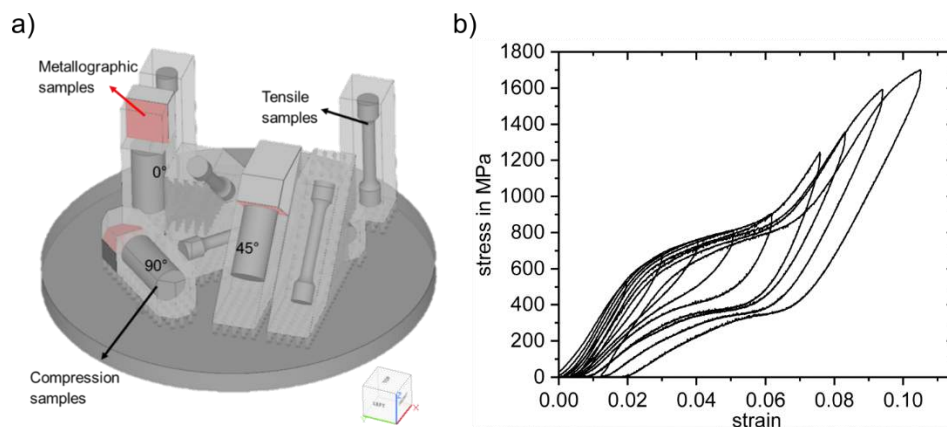 a)
Metallographic
samples
Tensile
samples
0°
45°
90°
Compression
samples
LEFT
Z
X
b)
stress in MPa
1800
1600
1400
1200
1000
800
600
400
200
0
0.00 0.02 0.04 0.06 0.08 0.10
strain